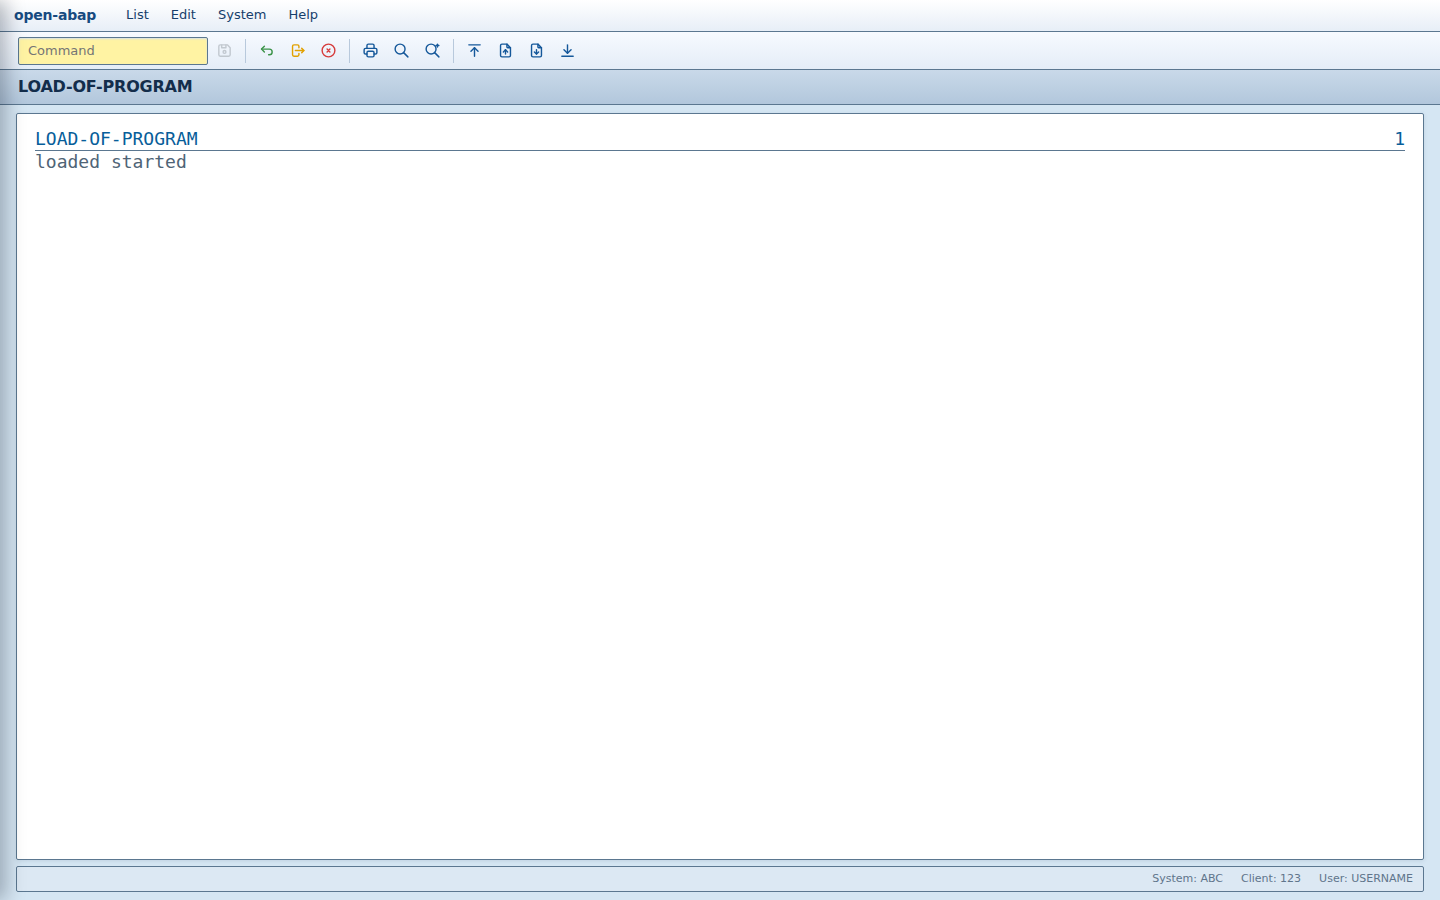 open-abap List Edit System Help
Command
LOAD-OF-PROGRAM
LOAD-OF-PROGRAM 1
loaded started
System: ABC Client: 123 User: USERNAME